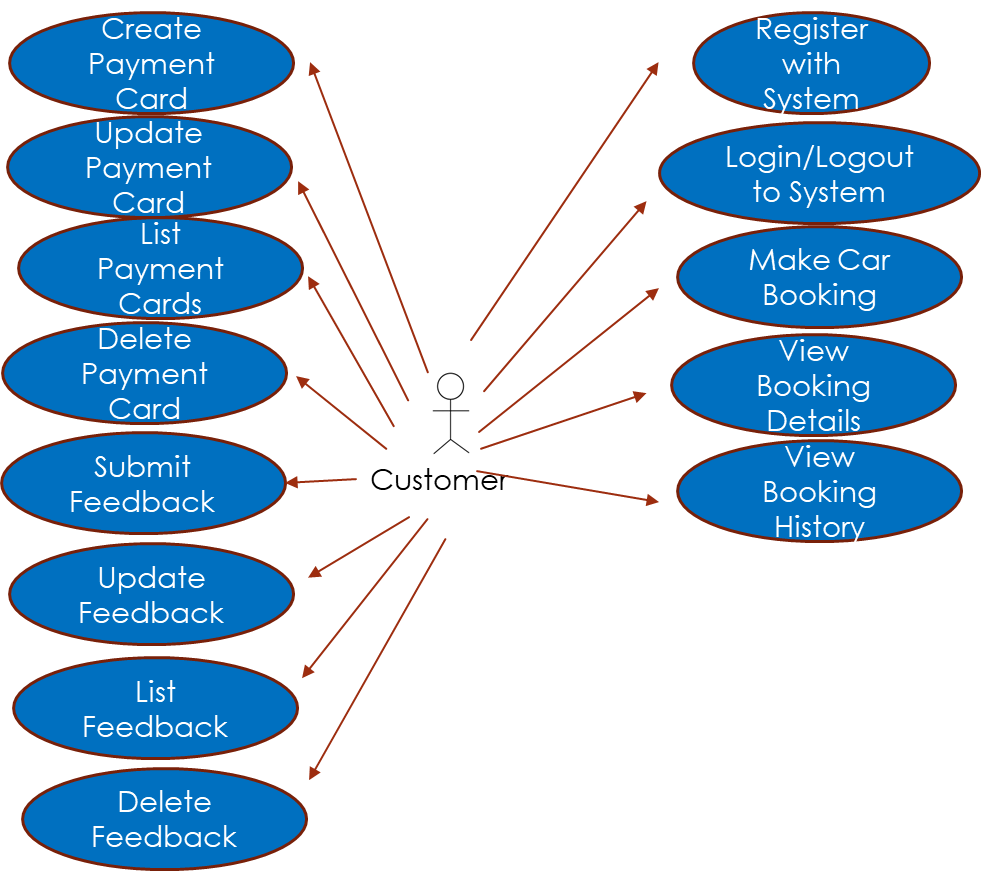 Create
Payment
Card
Update
Payment
Card
List
Payment
Cards
Delete
Payment
Card
Submit
Feedback
Update
Feedback
List
Feedback
Delete
Feedback
Customer
Register
with
System
Login/Logout
to System
Make Car
Booking
View
Booking
Details
View
Booking
History